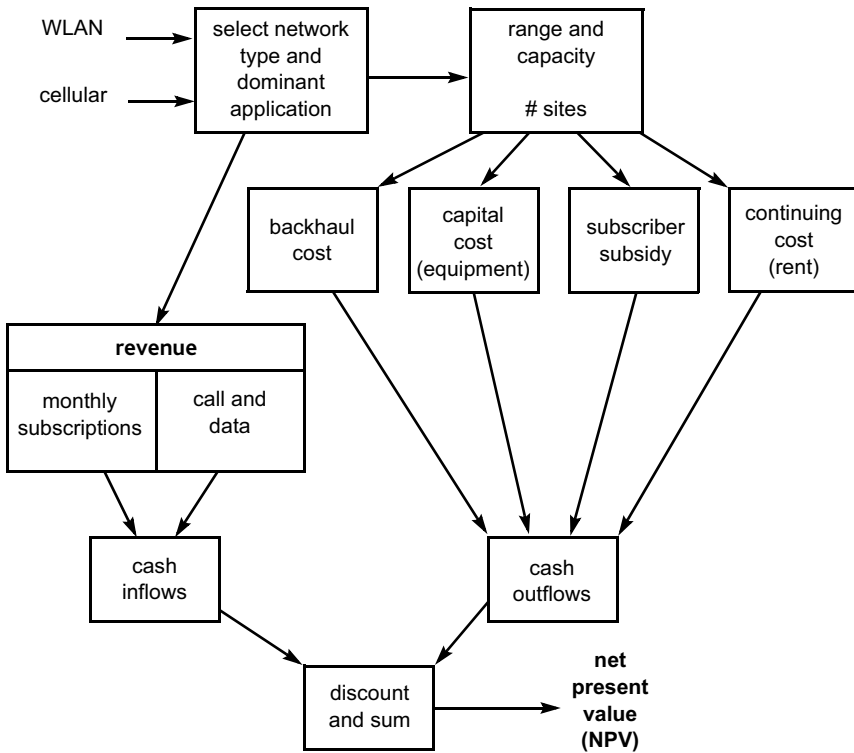 WLAN
cellular
select network
type and
dominant
application
range and
capacity
# sites
backhaul
cost
capital
cost
(equipment)
subscriber
subsidy
continuing
cost
(rent)
revenue
monthly
subscriptions
call and
data
cash
inflows
cash
outflows
discount
and sum
net
present
value
(NPV)